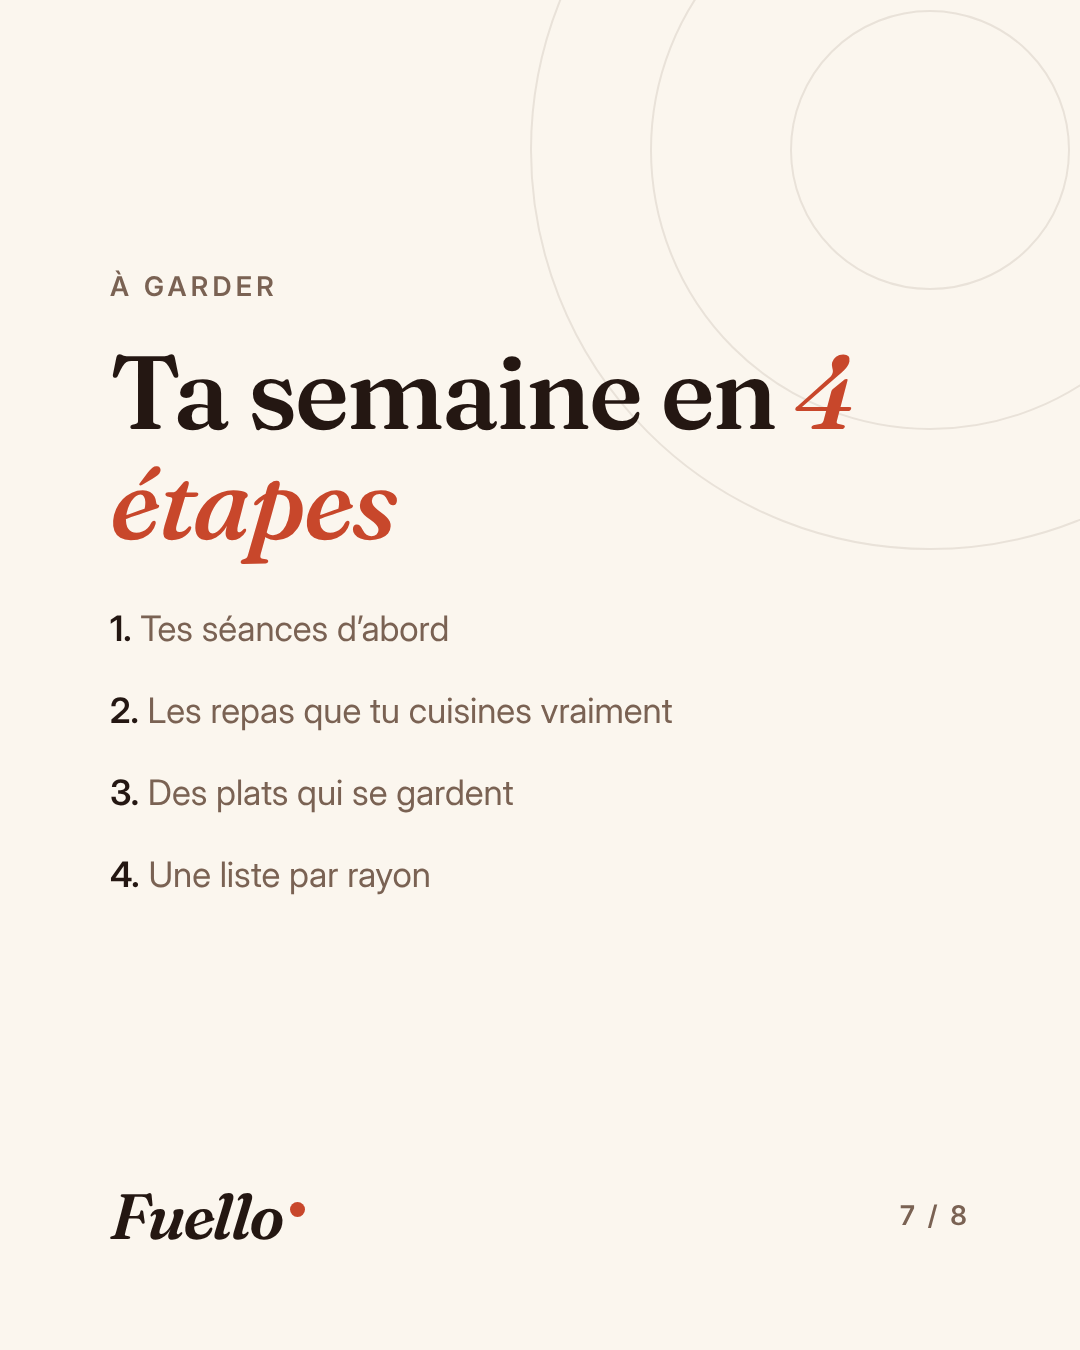 À GARDER
Ta semaine en 4
étapes
1. Tes séances d’abord
2. Les repas que tu cuisines vraiment
3. Des plats qui se gardent
4. Une liste par rayon
Fuello
7 / 8